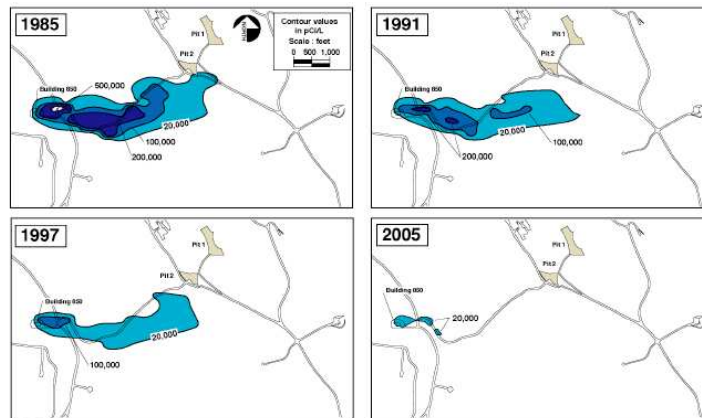 1985
NORTH
Contour values
in pCi/L
Scale : feet
0 500 1,000
Pit 1
Pit 2
Building 850
500,000
20,000
100,000
200,000
1991
Pit 1
Pit 2
Building 850
20,000
100,000
200,000
1997
Pit 1
Pit 2
Building 850
20,000
100,000
2005
Pit 1
Pit 2
Building 850
20,000